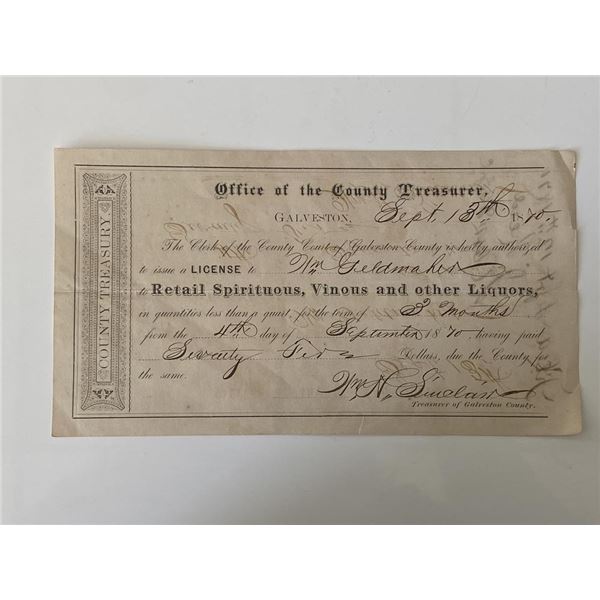 COUNTY TREASURY.
Office of the County Treasurer,
GALVESTON, Sept. 13th 1870.
The Clerk of the County Court of Galveston County is hereby authorized
to issue a LICENSE to Wm Geldmaher
to Retail Spirituous, Vinous and other Liquors,
in quantities less than a quart, for the term of 3 Months
from the 4th day of September 1870, having paid
Seventy Five Dollars, due the County for
the same.
Wm H. Sinclair
Treasurer of Galveston County.